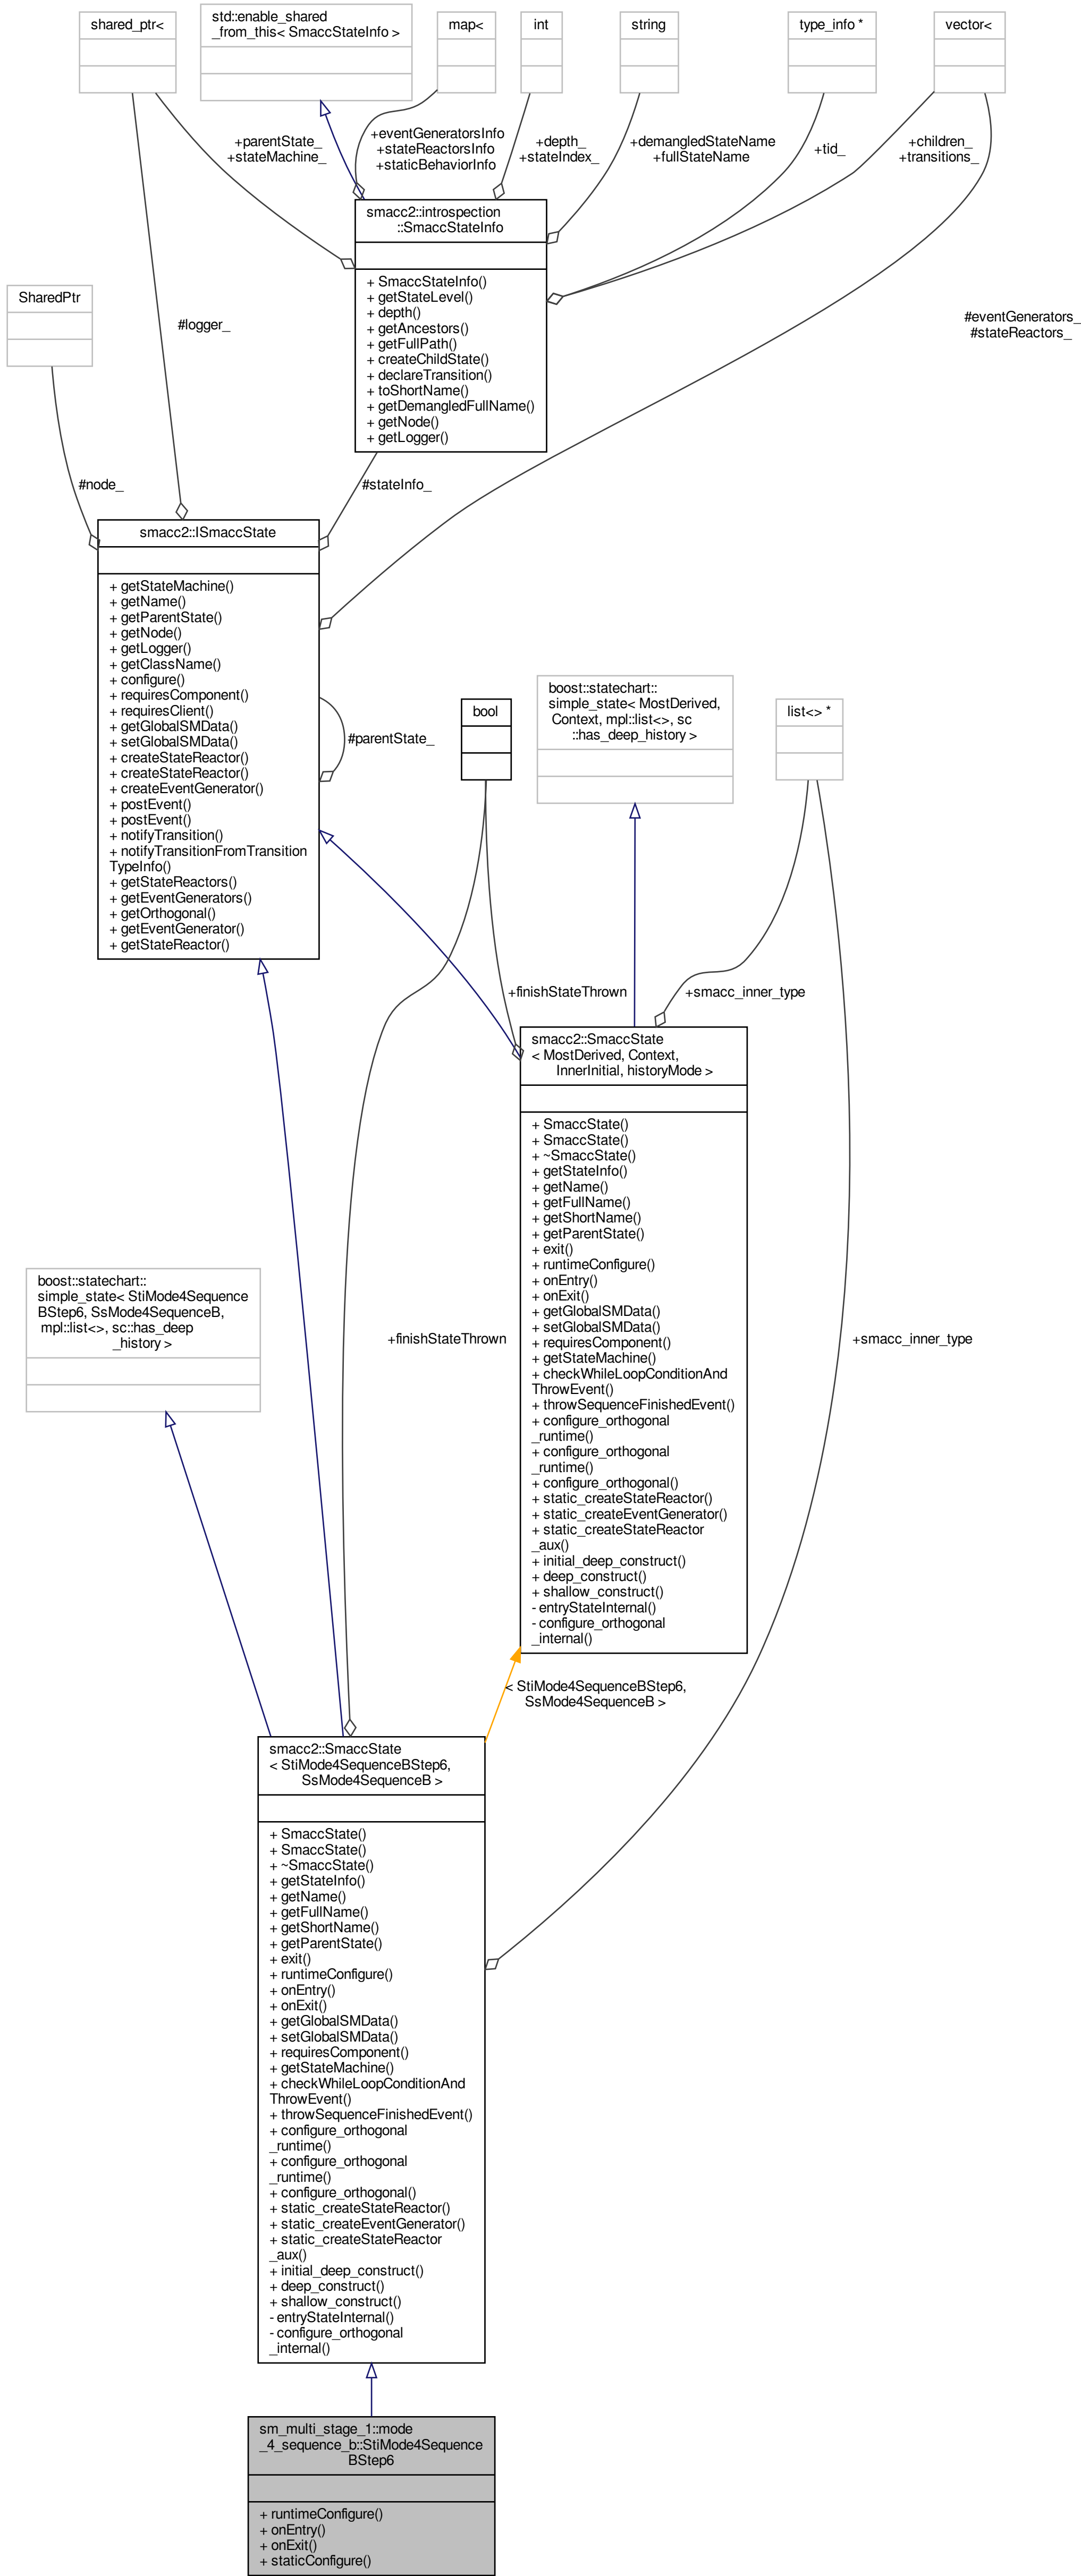 shared_ptr<
std::enable_shared
_from_this< SmaccStateInfo >
map<
int
string
type_info *
vector<
+parentState_
+stateMachine_
+eventGeneratorsInfo
+stateReactorsInfo
+staticBehaviorInfo
+depth_
+stateIndex_
+demangledStateName
+fullStateName
+tid_
+children_
+transitions_
smacc2::introspection
::SmaccStateInfo
+ SmaccStateInfo()
+ getStateLevel()
+ depth()
+ getAncestors()
+ getFullPath()
+ createChildState()
+ declareTransition()
+ toShortName()
+ getDemangledFullName()
+ getNode()
+ getLogger()
SharedPtr
#logger_
#eventGenerators_
#stateReactors_
#node_
#stateInfo_
smacc2::ISmaccState
+ getStateMachine()
+ getName()
+ getParentState()
+ getNode()
+ getLogger()
+ getClassName()
+ configure()
+ requiresComponent()
+ requiresClient()
+ getGlobalSMData()
+ setGlobalSMData()
+ createStateReactor()
+ createStateReactor()
+ createEventGenerator()
+ postEvent()
+ postEvent()
+ notifyTransition()
+ notifyTransitionFromTransition
TypeInfo()
+ getStateReactors()
+ getEventGenerators()
+ getOrthogonal()
+ getEventGenerator()
+ getStateReactor()
#parentState_
bool
boost::statechart::
simple_state< MostDerived,
Context, mpl::list<>, sc
::has_deep_history >
list<> *
+finishStateThrown
+smacc_inner_type
smacc2::SmaccState
< MostDerived, Context,
InnerInitial, historyMode >
+ SmaccState()
+ SmaccState()
+ ~SmaccState()
+ getStateInfo()
+ getName()
+ getFullName()
+ getShortName()
+ getParentState()
+ exit()
+ runtimeConfigure()
+ onEntry()
+ onExit()
+ getGlobalSMData()
+ setGlobalSMData()
+ requiresComponent()
+ getStateMachine()
+ checkWhileLoopConditionAnd
ThrowEvent()
+ throwSequenceFinishedEvent()
+ configure_orthogonal
_runtime()
+ configure_orthogonal
_runtime()
+ configure_orthogonal()
+ static_createStateReactor()
+ static_createEventGenerator()
+ static_createStateReactor
_aux()
+ initial_deep_construct()
+ deep_construct()
+ shallow_construct()
- entryStateInternal()
- configure_orthogonal
_internal()
boost::statechart::
simple_state< StiMode4Sequence
BStep6, SsMode4SequenceB,
mpl::list<>, sc::has_deep
_history >
+finishStateThrown
+smacc_inner_type
< StiMode4SequenceBStep6,
SsMode4SequenceB >
smacc2::SmaccState
< StiMode4SequenceBStep6,
SsMode4SequenceB >
+ SmaccState()
+ SmaccState()
+ ~SmaccState()
+ getStateInfo()
+ getName()
+ getFullName()
+ getShortName()
+ getParentState()
+ exit()
+ runtimeConfigure()
+ onEntry()
+ onExit()
+ getGlobalSMData()
+ setGlobalSMData()
+ requiresComponent()
+ getStateMachine()
+ checkWhileLoopConditionAnd
ThrowEvent()
+ throwSequenceFinishedEvent()
+ configure_orthogonal
_runtime()
+ configure_orthogonal
_runtime()
+ configure_orthogonal()
+ static_createStateReactor()
+ static_createEventGenerator()
+ static_createStateReactor
_aux()
+ initial_deep_construct()
+ deep_construct()
+ shallow_construct()
- entryStateInternal()
- configure_orthogonal
_internal()
sm_multi_stage_1::mode
_4_sequence_b::StiMode4Sequence
BStep6
+ runtimeConfigure()
+ onEntry()
+ onExit()
+ staticConfigure()